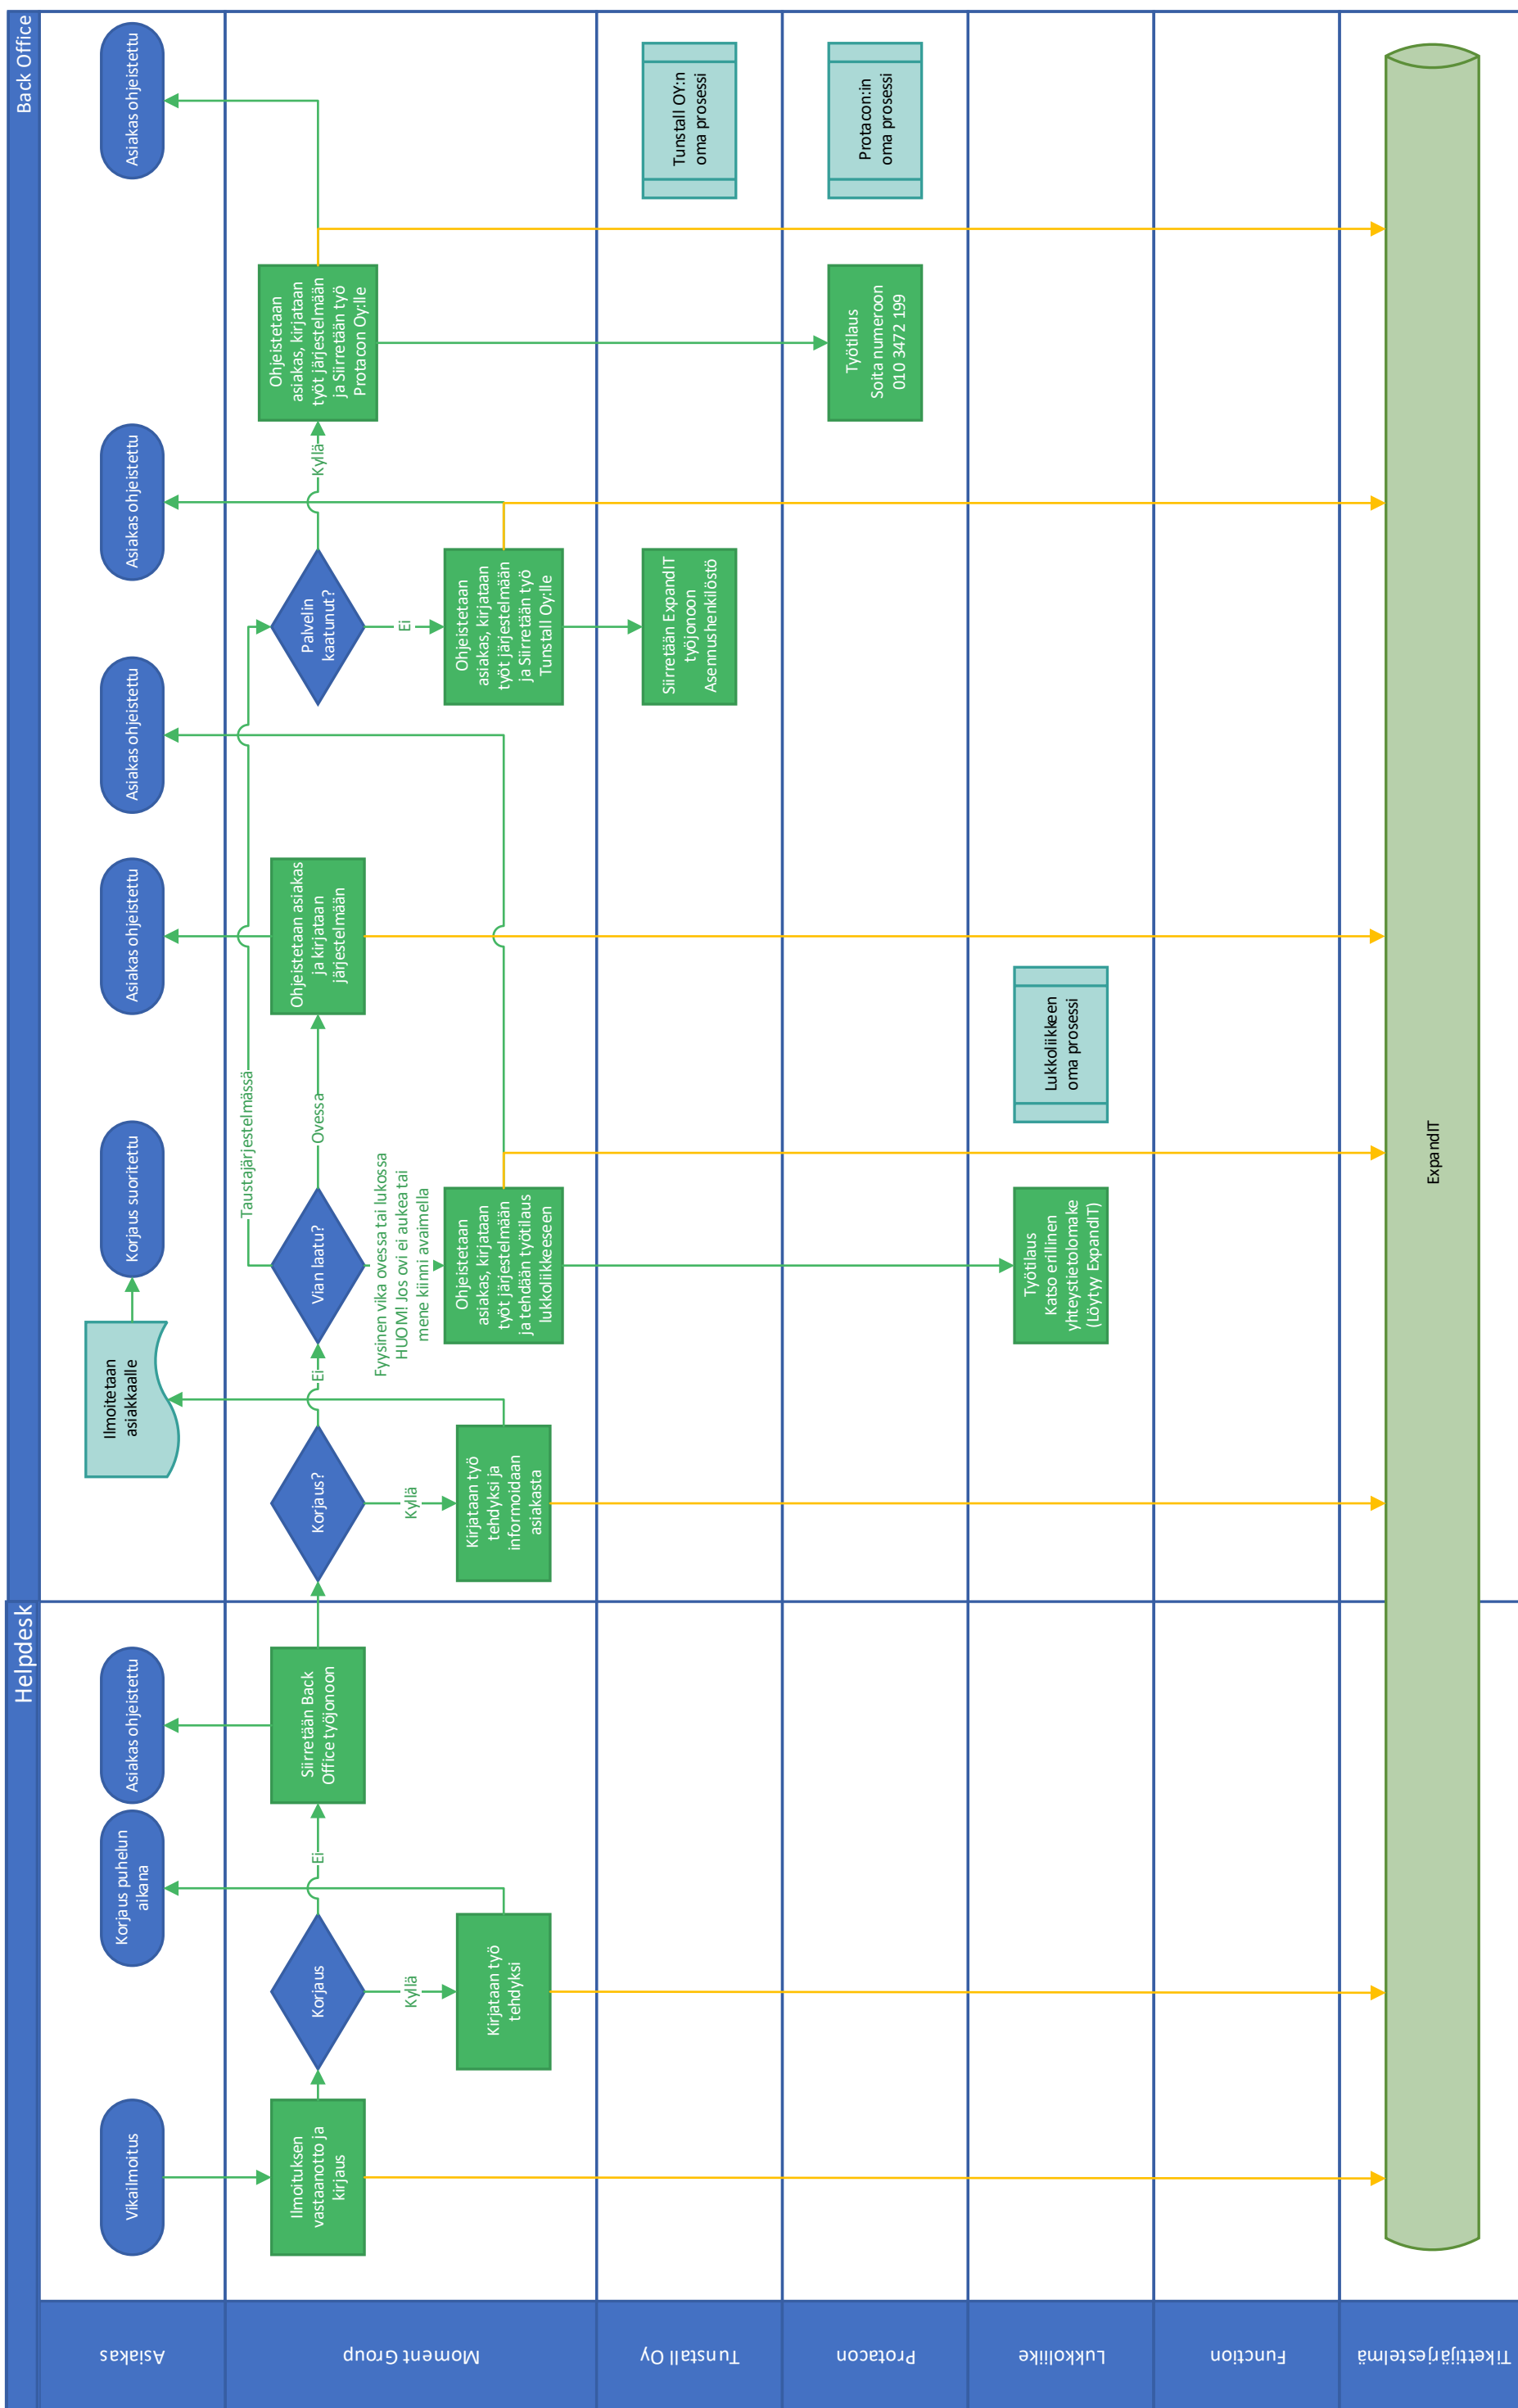 Helpdesk
Back Office
Asiakas
Vikailmoitus
Korjaus puhelun
aikana
Asiakas ohjeistettu
Ilmoitetaan
asiakkaalle
Korjaus suoritettu
Asiakas ohjeistettu
Asiakas ohjeistettu
Asiakas ohjeistettu
Asiakas ohjeistettu
Moment Group
Ilmoituksen
vastaanotto ja
kirjaus
Korjaus
Kyllä
Kirjataan työ
tehdyksi
Ei
Siirretään Back
Office työjonoon
Korjaus?
Kyllä
Kirjataan työ
tehdyksi ja
informoidaan
asiakasta
Ei
Vian laatu?
Taustajärjestelmässä
Ovessa
Fyysinen vika ovessa tai lukossa
HUOM! Jos ovi ei aukea tai
mene kiinni avaimella
Ohjeistetaan
asiakas, kirjataan
työt järjestelmään
ja tehdään työtilaus
lukkoliikkeeseen
Ohjeistetaan asiakas
ja kirjataan
järjestelmään
Palvelin
kaatunut?
Ei
Ohjeistetaan
asiakas, kirjataan
työt järjestelmään
ja Siirretään työ
Tunstall Oy:lle
Kyllä
Ohjeistetaan
asiakas, kirjataan
työt järjestelmään
ja Siirretään työ
Protacon Oy:lle
Tunstall Oy
Siirretään ExpandIT
työjonoon
Asennushenkilöstö
Tunstall OY:n
oma prosessi
Protacon
Työtilaus
Soita numeroon
010 3472 199
Protacon:in
oma prosessi
Lukkoliike
Työtilaus
Katso erillinen
yhteystietolomake
(Löytyy ExpandIT)
Lukkoliikkeen
oma prosessi
Function
Tikettijärjestelmä
ExpandIT